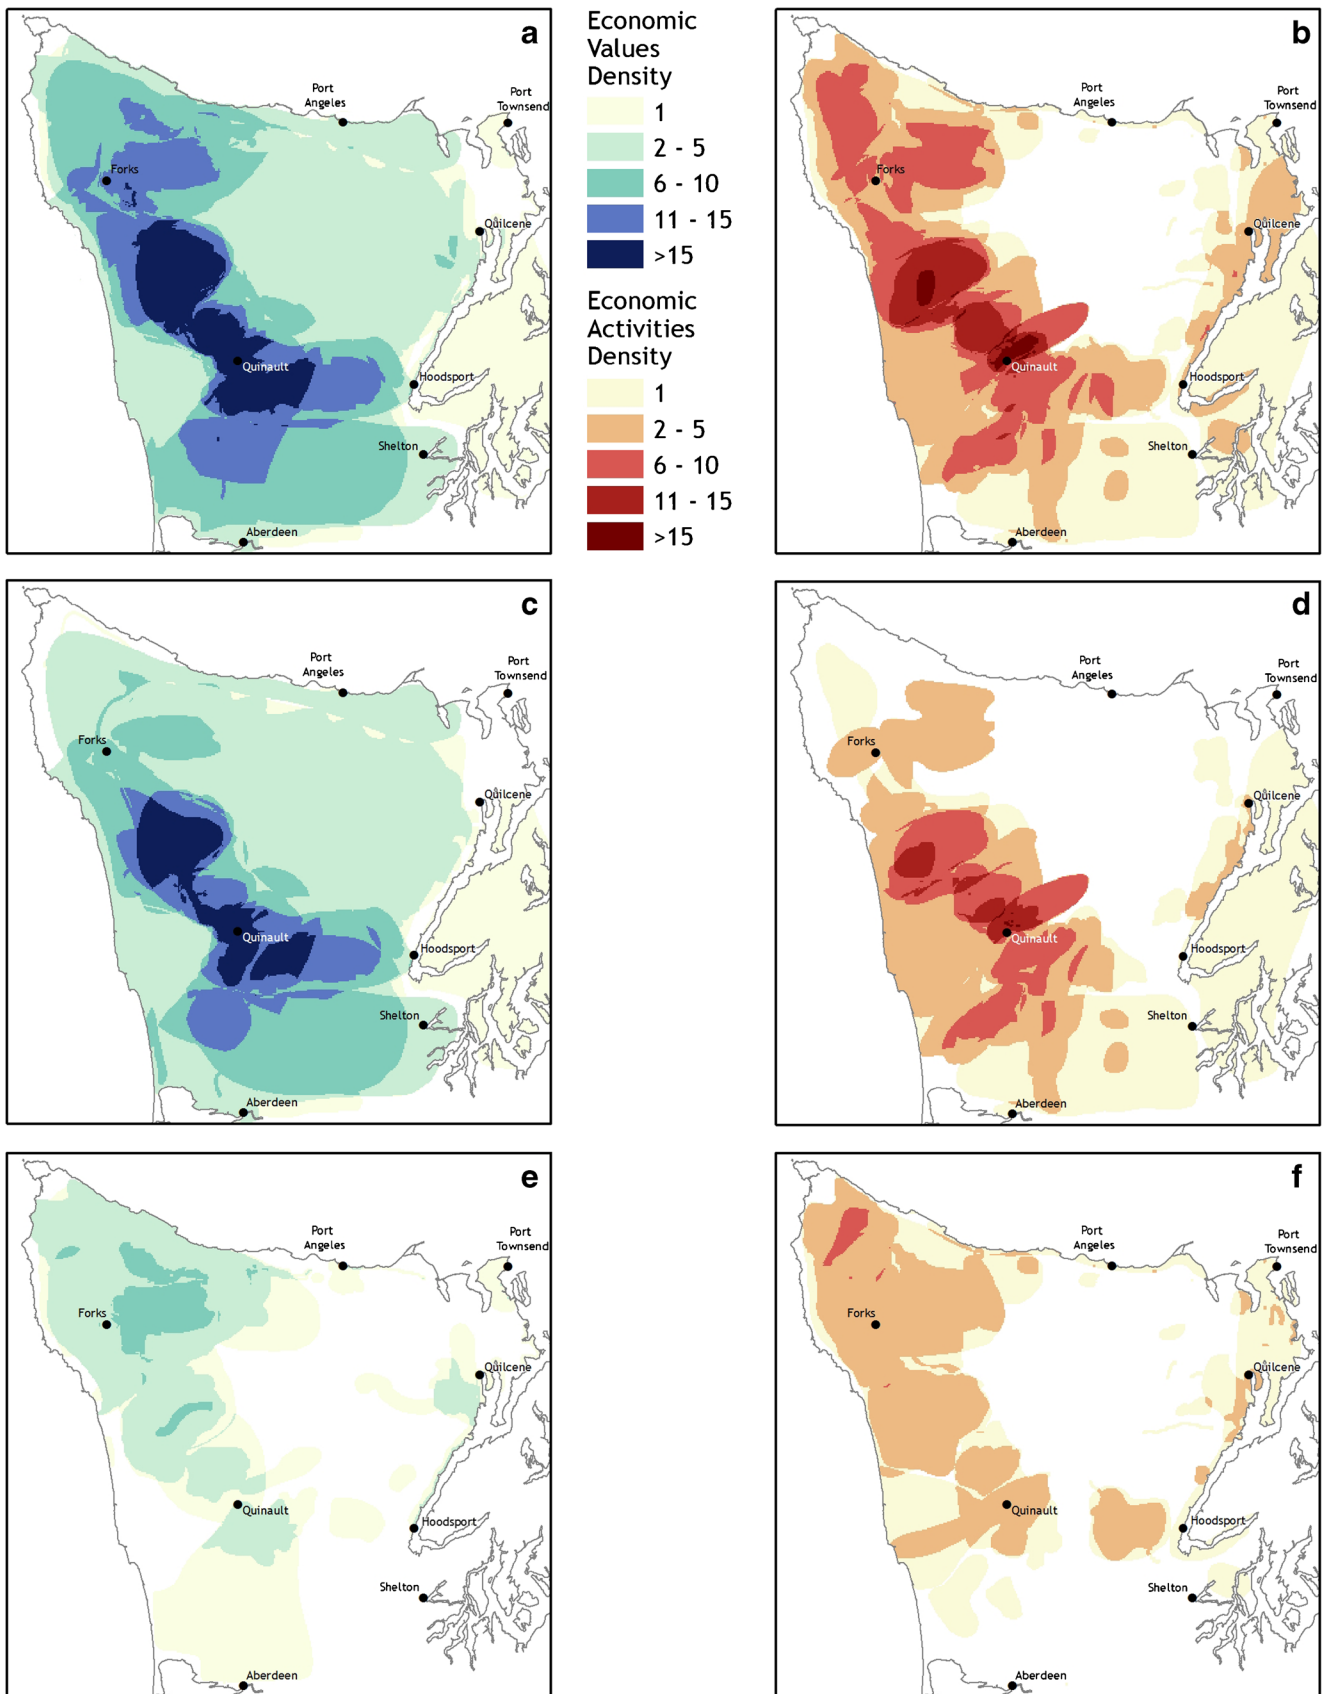 a
Port
Angeles
Port
Townsend
Forks
Quilcene
Quinault
Hoodsport
Shelton
Aberdeen
Economic
Values
Density
1
2 - 5
6 - 10
11 - 15
>15
Economic
Activities
Density
1
2 - 5
6 - 10
11 - 15
>15
b
Port
Angeles
Port
Townsend
Forks
Quilcene
Quinault
Hoodsport
Shelton
Aberdeen
c
Port
Angeles
Port
Townsend
Forks
Quilcene
Quinault
Hoodsport
Shelton
Aberdeen
d
Port
Angeles
Port
Townsend
Forks
Quilcene
Quinault
Hoodsport
Shelton
Aberdeen
e
Port
Angeles
Port
Townsend
Forks
Quilcene
Quinault
Hoodsport
Shelton
Aberdeen
f
Port
Angeles
Port
Townsend
Forks
Quilcene
Quinault
Hoodsport
Shelton
Aberdeen